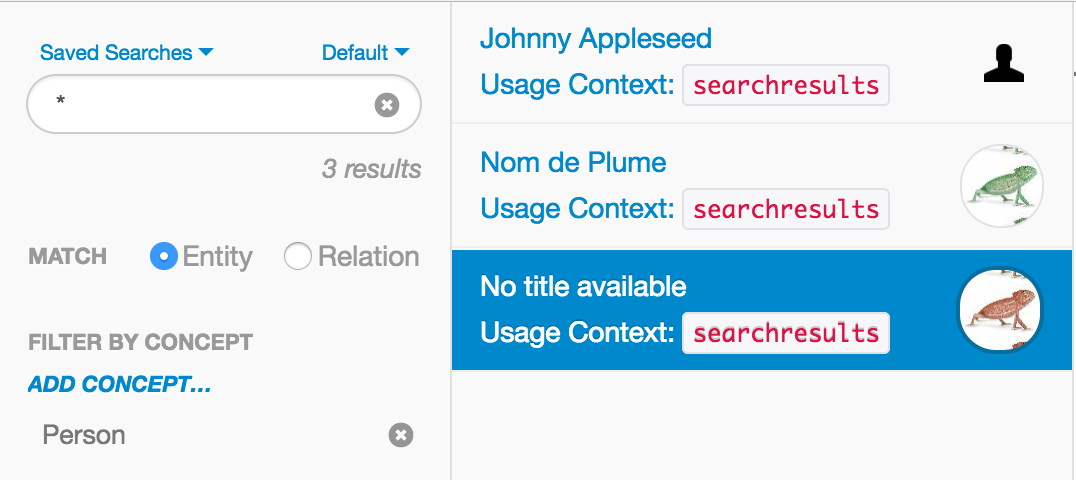 Saved Searches Default
*
3 results
MATCH Entity Relation
FILTER BY CONCEPT
ADD CONCEPT...
Person
Johnny Appleseed
Usage Context: searchresults
Nom de Plume
Usage Context: searchresults
No title available
Usage Context: searchresults